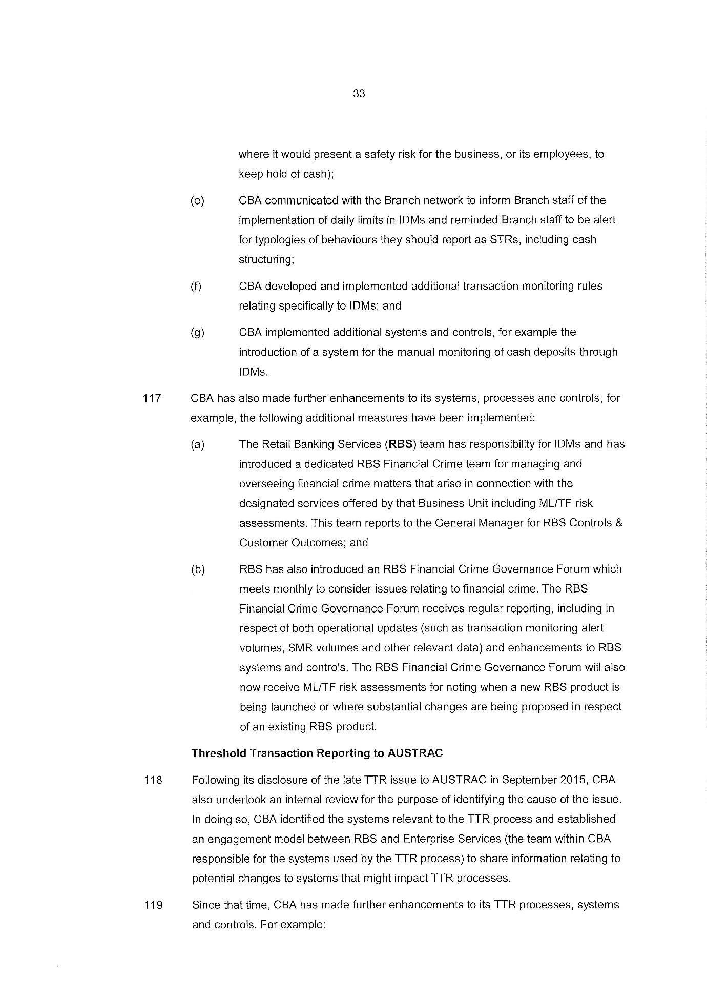 33
where it would present a safety risk for the business, or its employees, to
keep hold of cash);
(e) CBA communicated with the Branch network to inform Branch staff of the
implementation of daily limits in IDMs and reminded Branch staff to be alert
for typologies of behaviours they should report as STRs, including cash
structuring;
(f) CBA developed and implemented additional transaction monitoring rules
relating specifically to IDMs; and
(g) CBA implemented additional systems and controls, for example the
introduction of a system for the manual monitoring of cash deposits through
IDMs.
117 CBA has also made further enhancements to its systems, processes and controls, for
example, the following additional measures have been implemented:
(a) The Retail Banking Services (RBS) team has responsibility for IDMs and has
introduced a dedicated RBS Financial Crime team for managing and
overseeing financial crime matters that arise in connection with the
designated services offered by that Business Unit including ML/TF risk
assessments. This team reports to the General Manager for RBS Controls &
Customer Outcomes; and
(b) RBS has also introduced an RBS Financial Crime Governance Forum which
meets monthly to consider issues relating to financial crime. The RBS
Financial Crime Governance Forum receives regular reporting, including in
respect of both operational updates (such as transaction monitoring alert
volumes, SMR volumes and other relevant data) and enhancements to RBS
systems and controls. The RBS Financial Crime Governance Forum will also
now receive ML/TF risk assessments for noting when a new RBS product is
being launched or where substantial changes are being proposed in respect
of an existing RBS product.
Threshold Transaction Reporting to AUSTRAC
118 Following its disclosure of the late TTR issue to AUSTRAC in September 2015, CBA
also undertook an internal review for the purpose of identifying the cause of the issue.
In doing so, CBA identified the systems relevant to the TTR process and established
an engagement model between RBS and Enterprise Services (the team within CBA
responsible for the systems used by the TTR process) to share information relating to
potential changes to systems that might impact TTR processes.
119 Since that time, CBA has made further enhancements to its TTR processes, systems
and controls. For example: